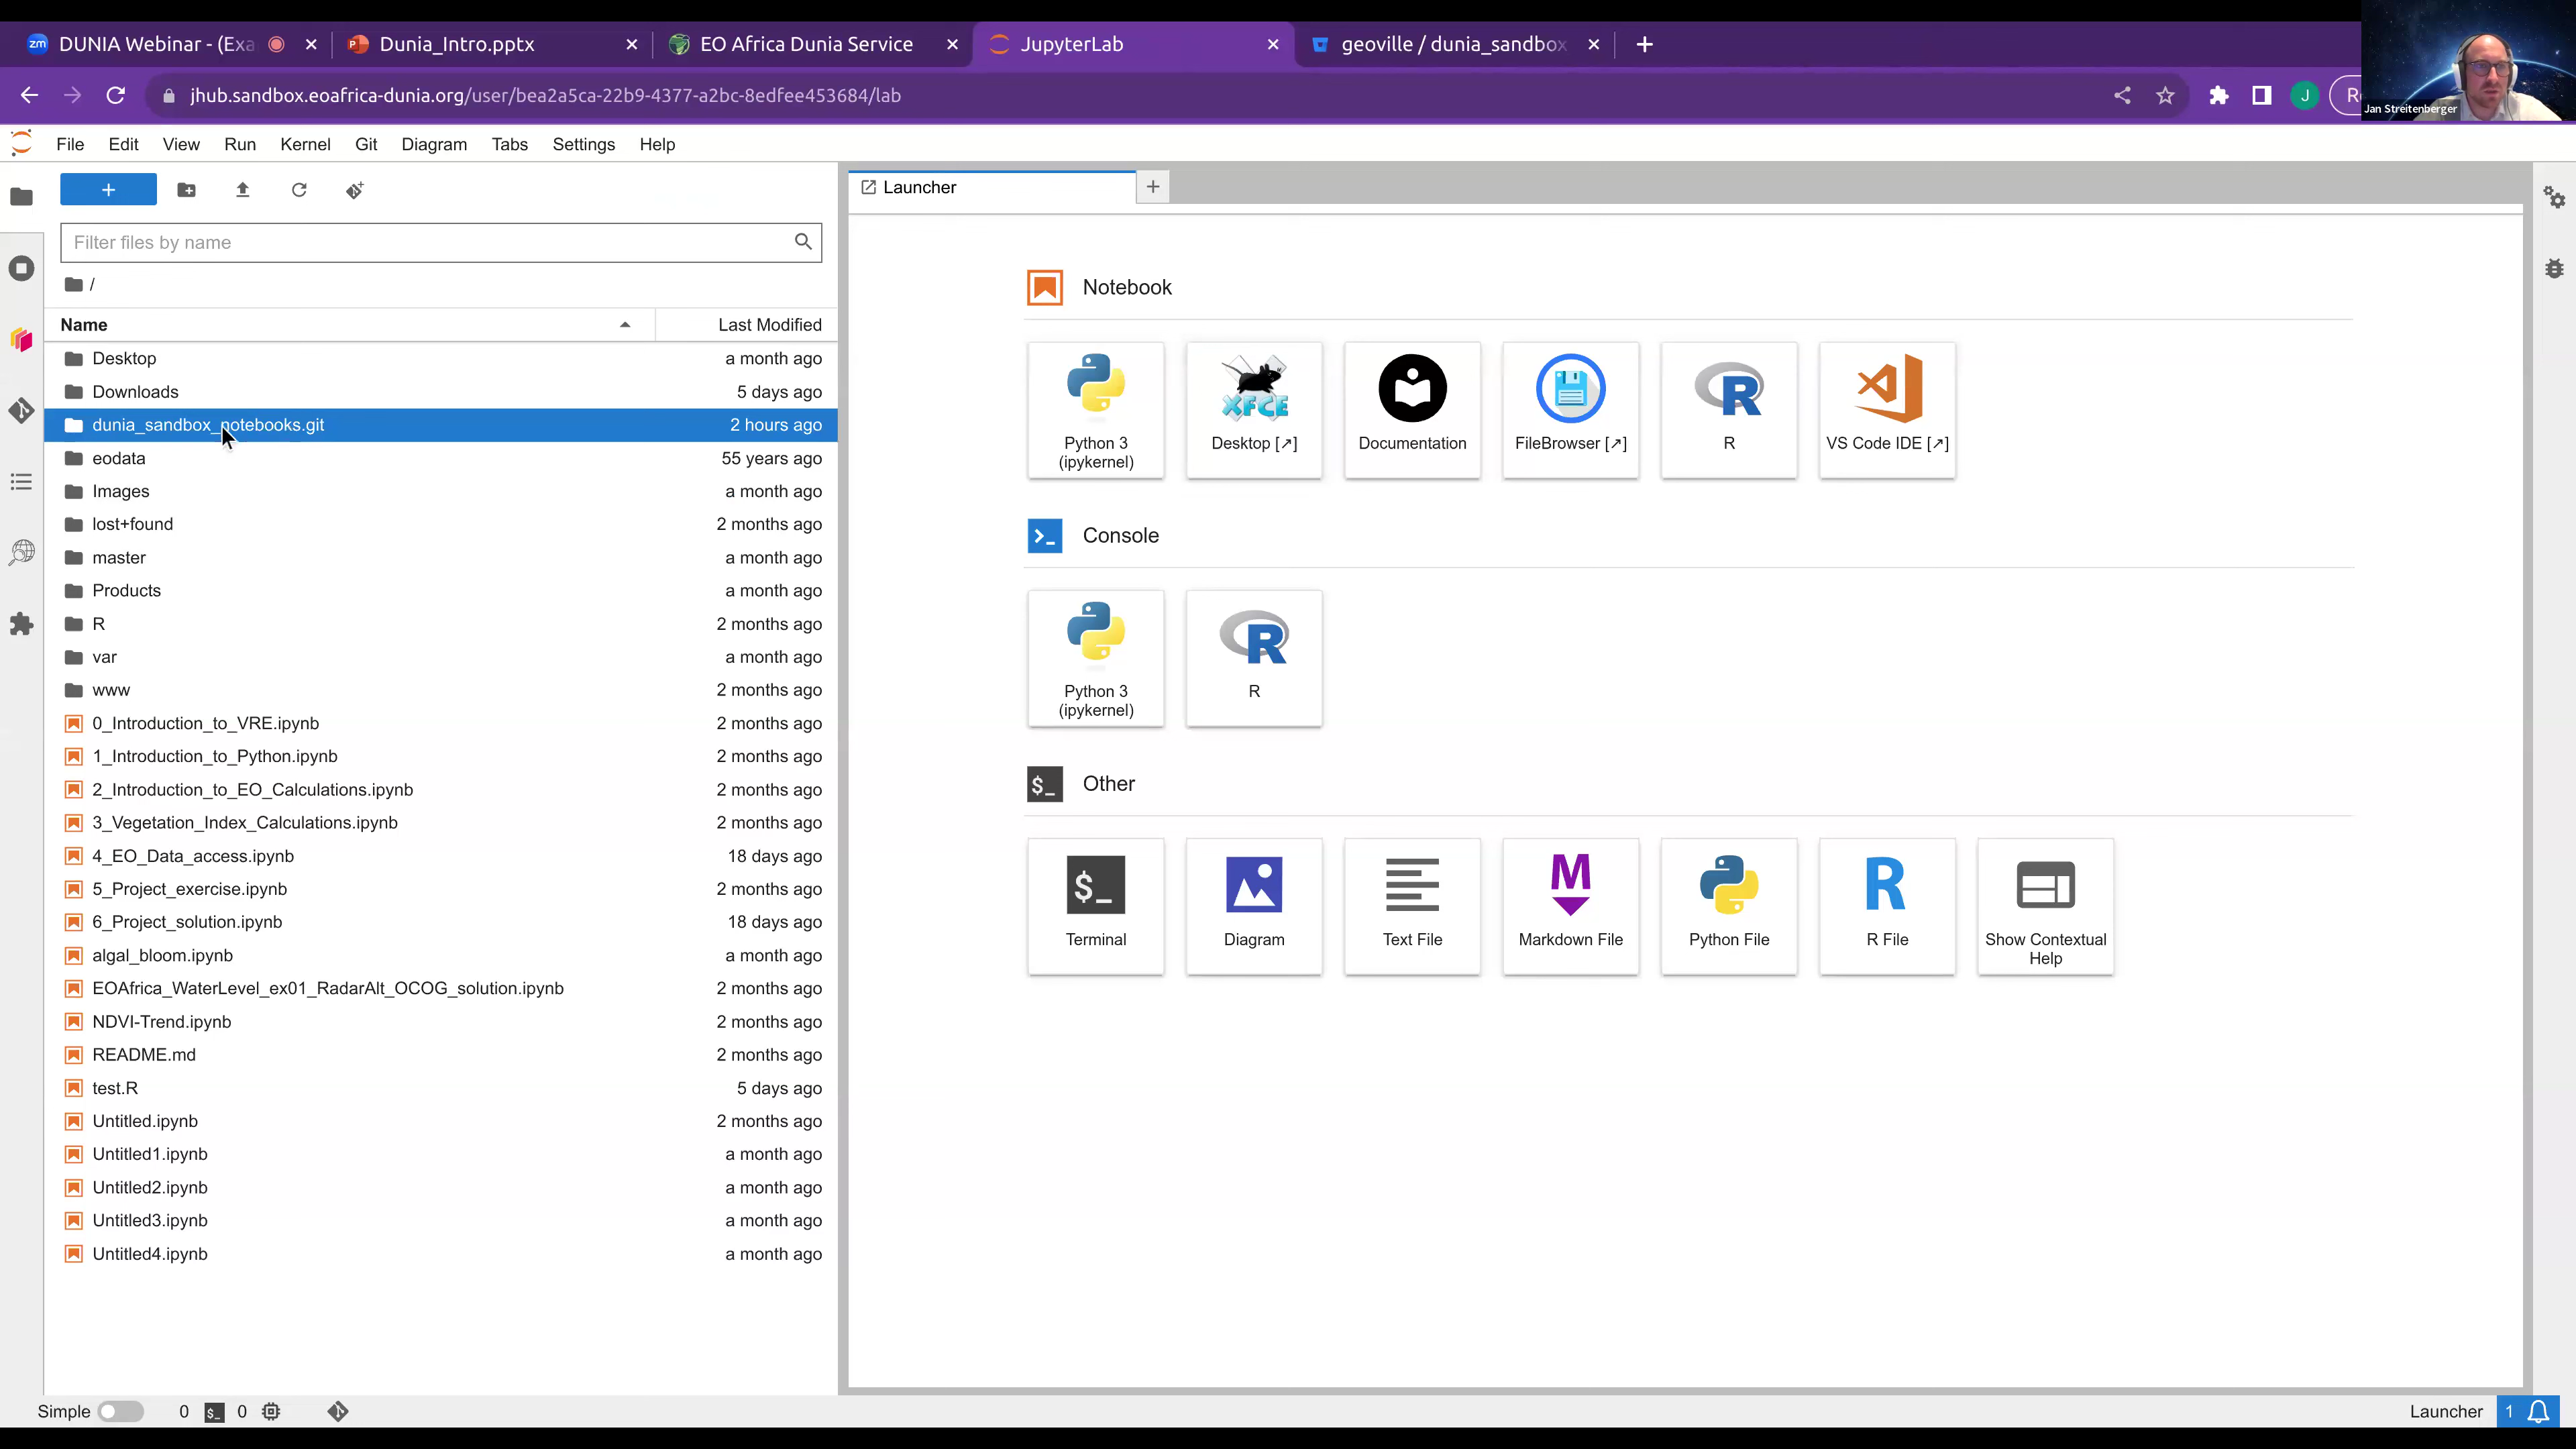 DUNIA Webinar - (Exa
Dunia_Intro.pptx
EO Africa Dunia Service
JupyterLab
geoville / dunia_sandbox
jhub.sandbox.eoafrica-dunia.org/user/bea2a5ca-22b9-4377-a2bc-8edfee453684/lab
J
Jan Streitenberger
File Edit View Run Kernel Git Diagram Tabs Settings Help
Filter files by name
/
Name Last Modified
Desktop a month ago
Downloads 5 days ago
dunia_sandbox_notebooks.git 2 hours ago
eodata 55 years ago
Images a month ago
lost+found 2 months ago
master a month ago
Products a month ago
R 2 months ago
var a month ago
www 2 months ago
0_Introduction_to_VRE.ipynb 2 months ago
1_Introduction_to_Python.ipynb 2 months ago
2_Introduction_to_EO_Calculations.ipynb 2 months ago
3_Vegetation_Index_Calculations.ipynb 2 months ago
4_EO_Data_access.ipynb 18 days ago
5_Project_exercise.ipynb 2 months ago
6_Project_solution.ipynb 18 days ago
algal_bloom.ipynb a month ago
EOAfrica_WaterLevel_ex01_RadarAlt_OCOG_solution.ipynb 2 months ago
NDVI-Trend.ipynb 2 months ago
README.md 2 months ago
test.R 5 days ago
Untitled.ipynb 2 months ago
Untitled1.ipynb a month ago
Untitled2.ipynb a month ago
Untitled3.ipynb a month ago
Untitled4.ipynb a month ago
Launcher
Notebook
Python 3
(ipykernel)
XFCE
Desktop [↗]
Documentation
FileBrowser [↗]
R
VS Code IDE [↗]
Console
Python 3
(ipykernel)
R
$_ Other
$_
Terminal
Diagram
Text File
M
Markdown File
Python File
R
R File
Show Contextual
Help
Simple 0 $_ 0
Launcher 1